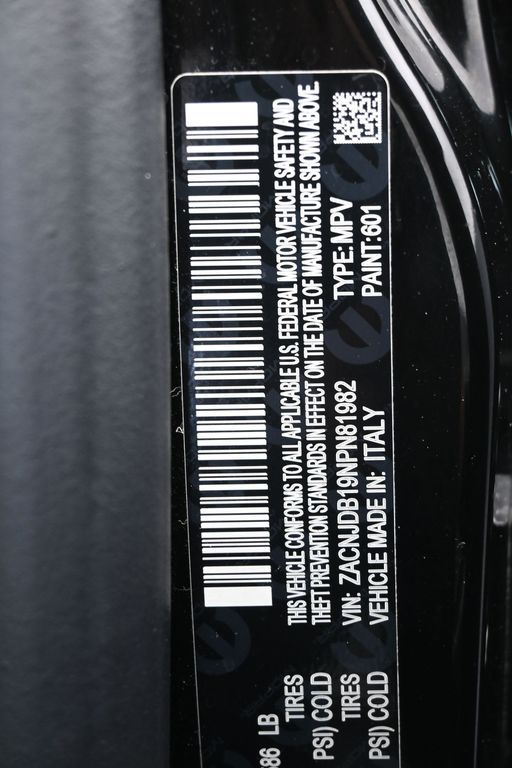 THIS VEHICLE CONFORMS TO ALL APPLICABLE U.S. FEDERAL MOTOR VEHICLE SAFETY AND
THEFT PREVENTION STANDARDS IN EFFECT ON THE DATE OF MANUFACTURE SHOWN ABOVE.
VIN: ZACNJDB19NPN81982 TYPE: MPV
VEHICLE MADE IN: ITALY PAINT:601
LB
TIRES
PSI) COLD
TIRES
PSI) COLD